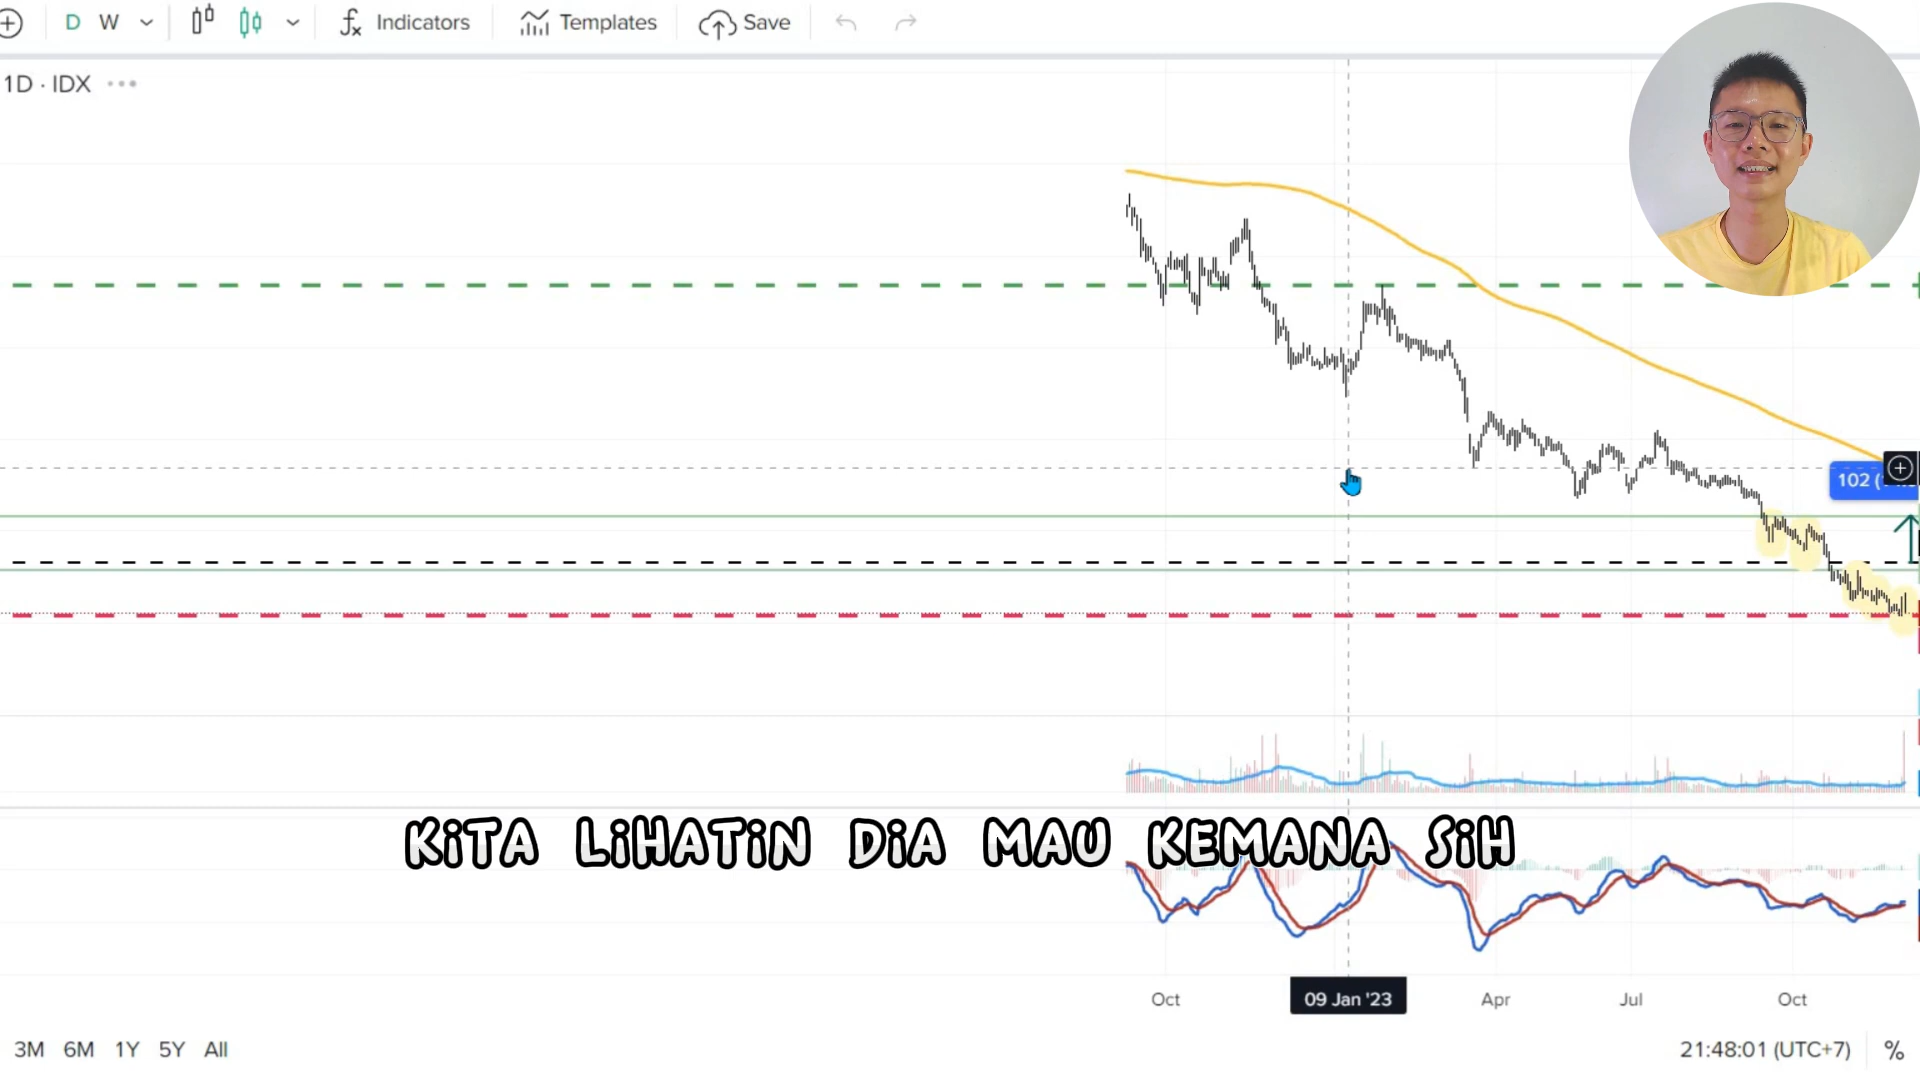 D W Indicators Templates Save
1D · IDX
102 (
KITA LIHATIN DIA MAU KEMANA SIH
Oct 09 Jan '23 Apr Jul Oct
3M 6M 1Y 5Y All 21:48:01 (UTC+7) %